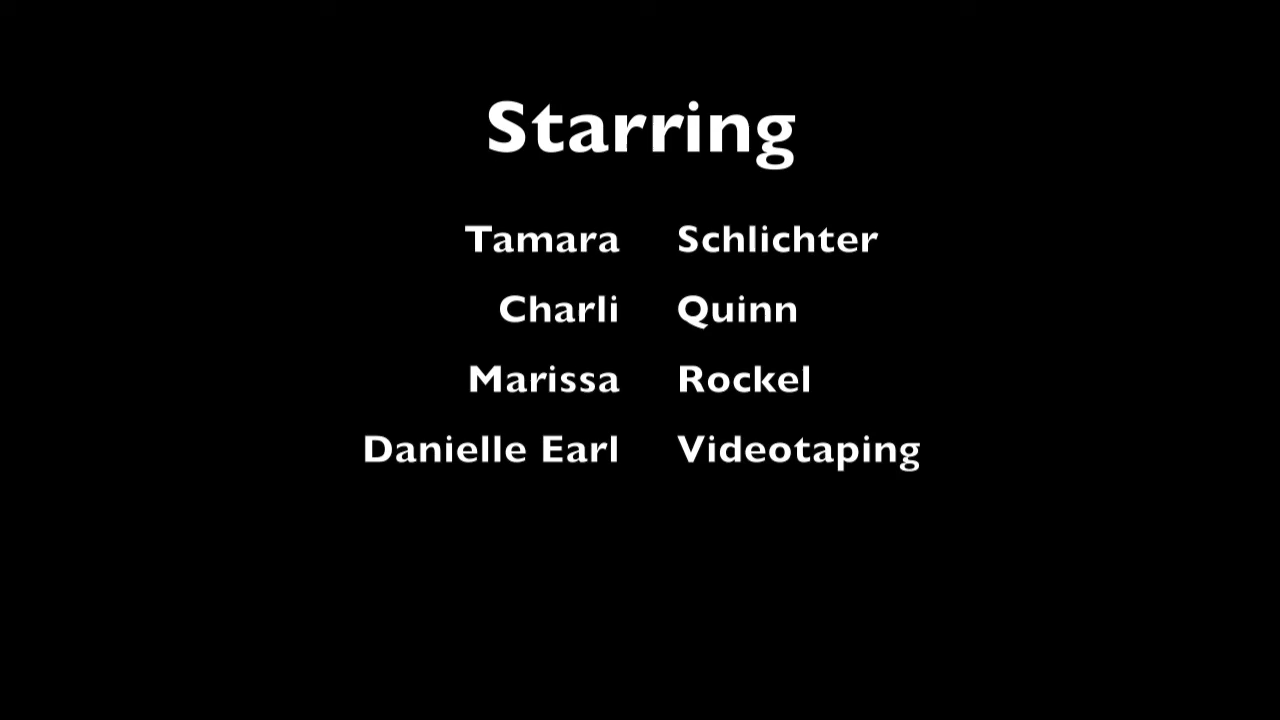 Starring
Tamara Schlichter
Charli Quinn
Marissa Rockel
Danielle Earl Videotaping